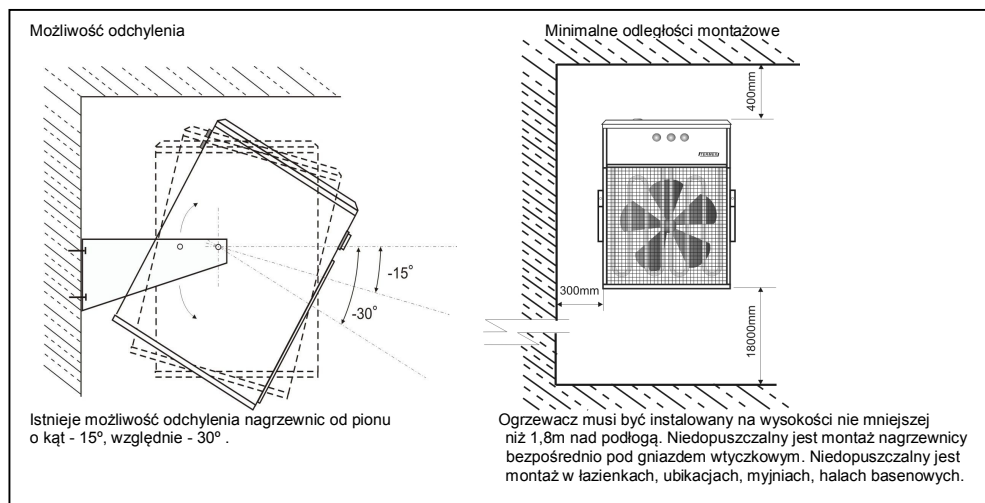 Możliwość odchylenia
-15°
-30°
Istnieje możliwość odchylenia nagrzewnic od pionu
o kąt - 15º, względnie - 30º .
Minimalne odległości montażowe
400mm
TERMICS
300mm
18000mm
Ogrzewacz musi być instalowany na wysokości nie mniejszej
niż 1,8m nad podłogą. Niedopuszczalny jest montaż nagrzewnicy
bezpośrednio pod gniazdem wtyczkowym. Niedopuszczalny jest
montaż w łazienkach, ubikacjach, myjniach, halach basenowych.